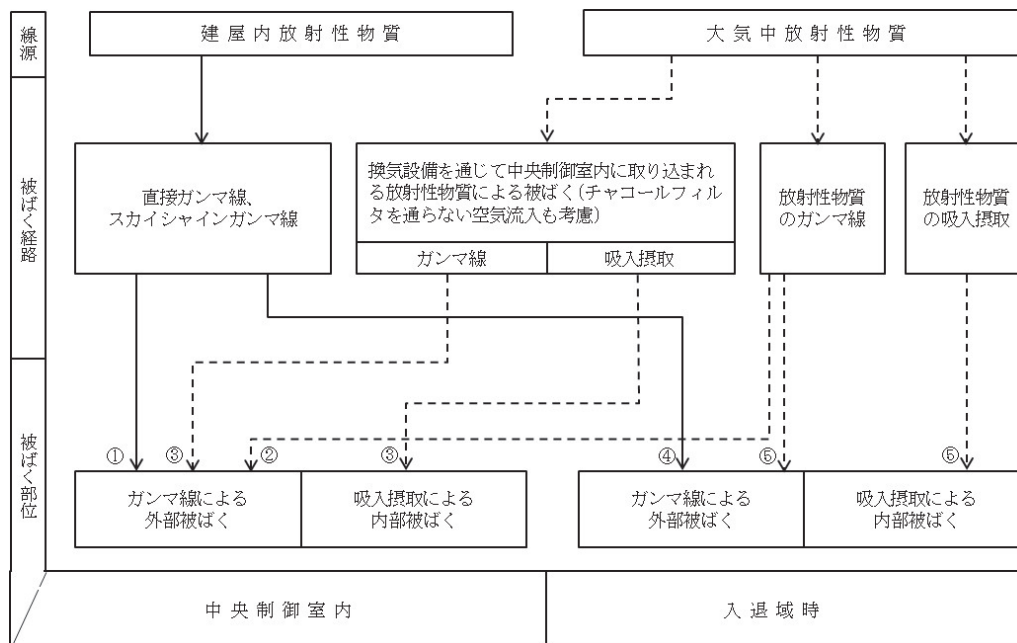 線源
建屋内放射性物質
大気中放射性物質
被ばく経路
直接ガンマ線、
スカイシャインガンマ線
換気設備を通じて中央制御室内に取り込まれ
る放射性物質による被ばく(チャコールフィル
タを通らない空気流入も考慮)
ガンマ線
吸入摂取
放射性物質
のガンマ線
放射性物質
の吸入摂取
被ばく部位
① ③ ② ③ ④ ⑤ ⑤
ガンマ線による
外部被ばく
吸入摂取による
内部被ばく
ガンマ線による
外部被ばく
吸入摂取による
内部被ばく
中央制御室内
入退域時